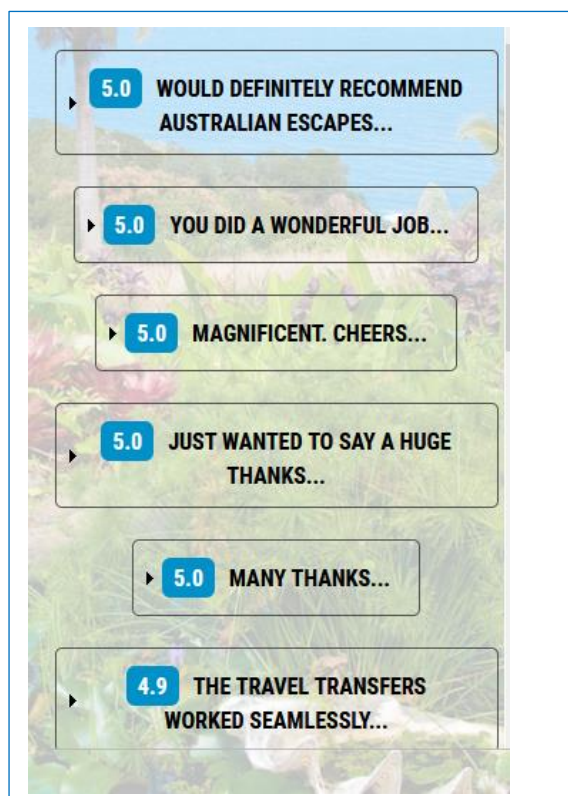 5.0 WOULD DEFINITELY RECOMMEND
AUSTRALIAN ESCAPES...
5.0 YOU DID A WONDERFUL JOB...
5.0 MAGNIFICENT. CHEERS...
5.0 JUST WANTED TO SAY A HUGE
THANKS...
5.0 MANY THANKS...
4.9 THE TRAVEL TRANSFERS
WORKED SEAMLESSLY...